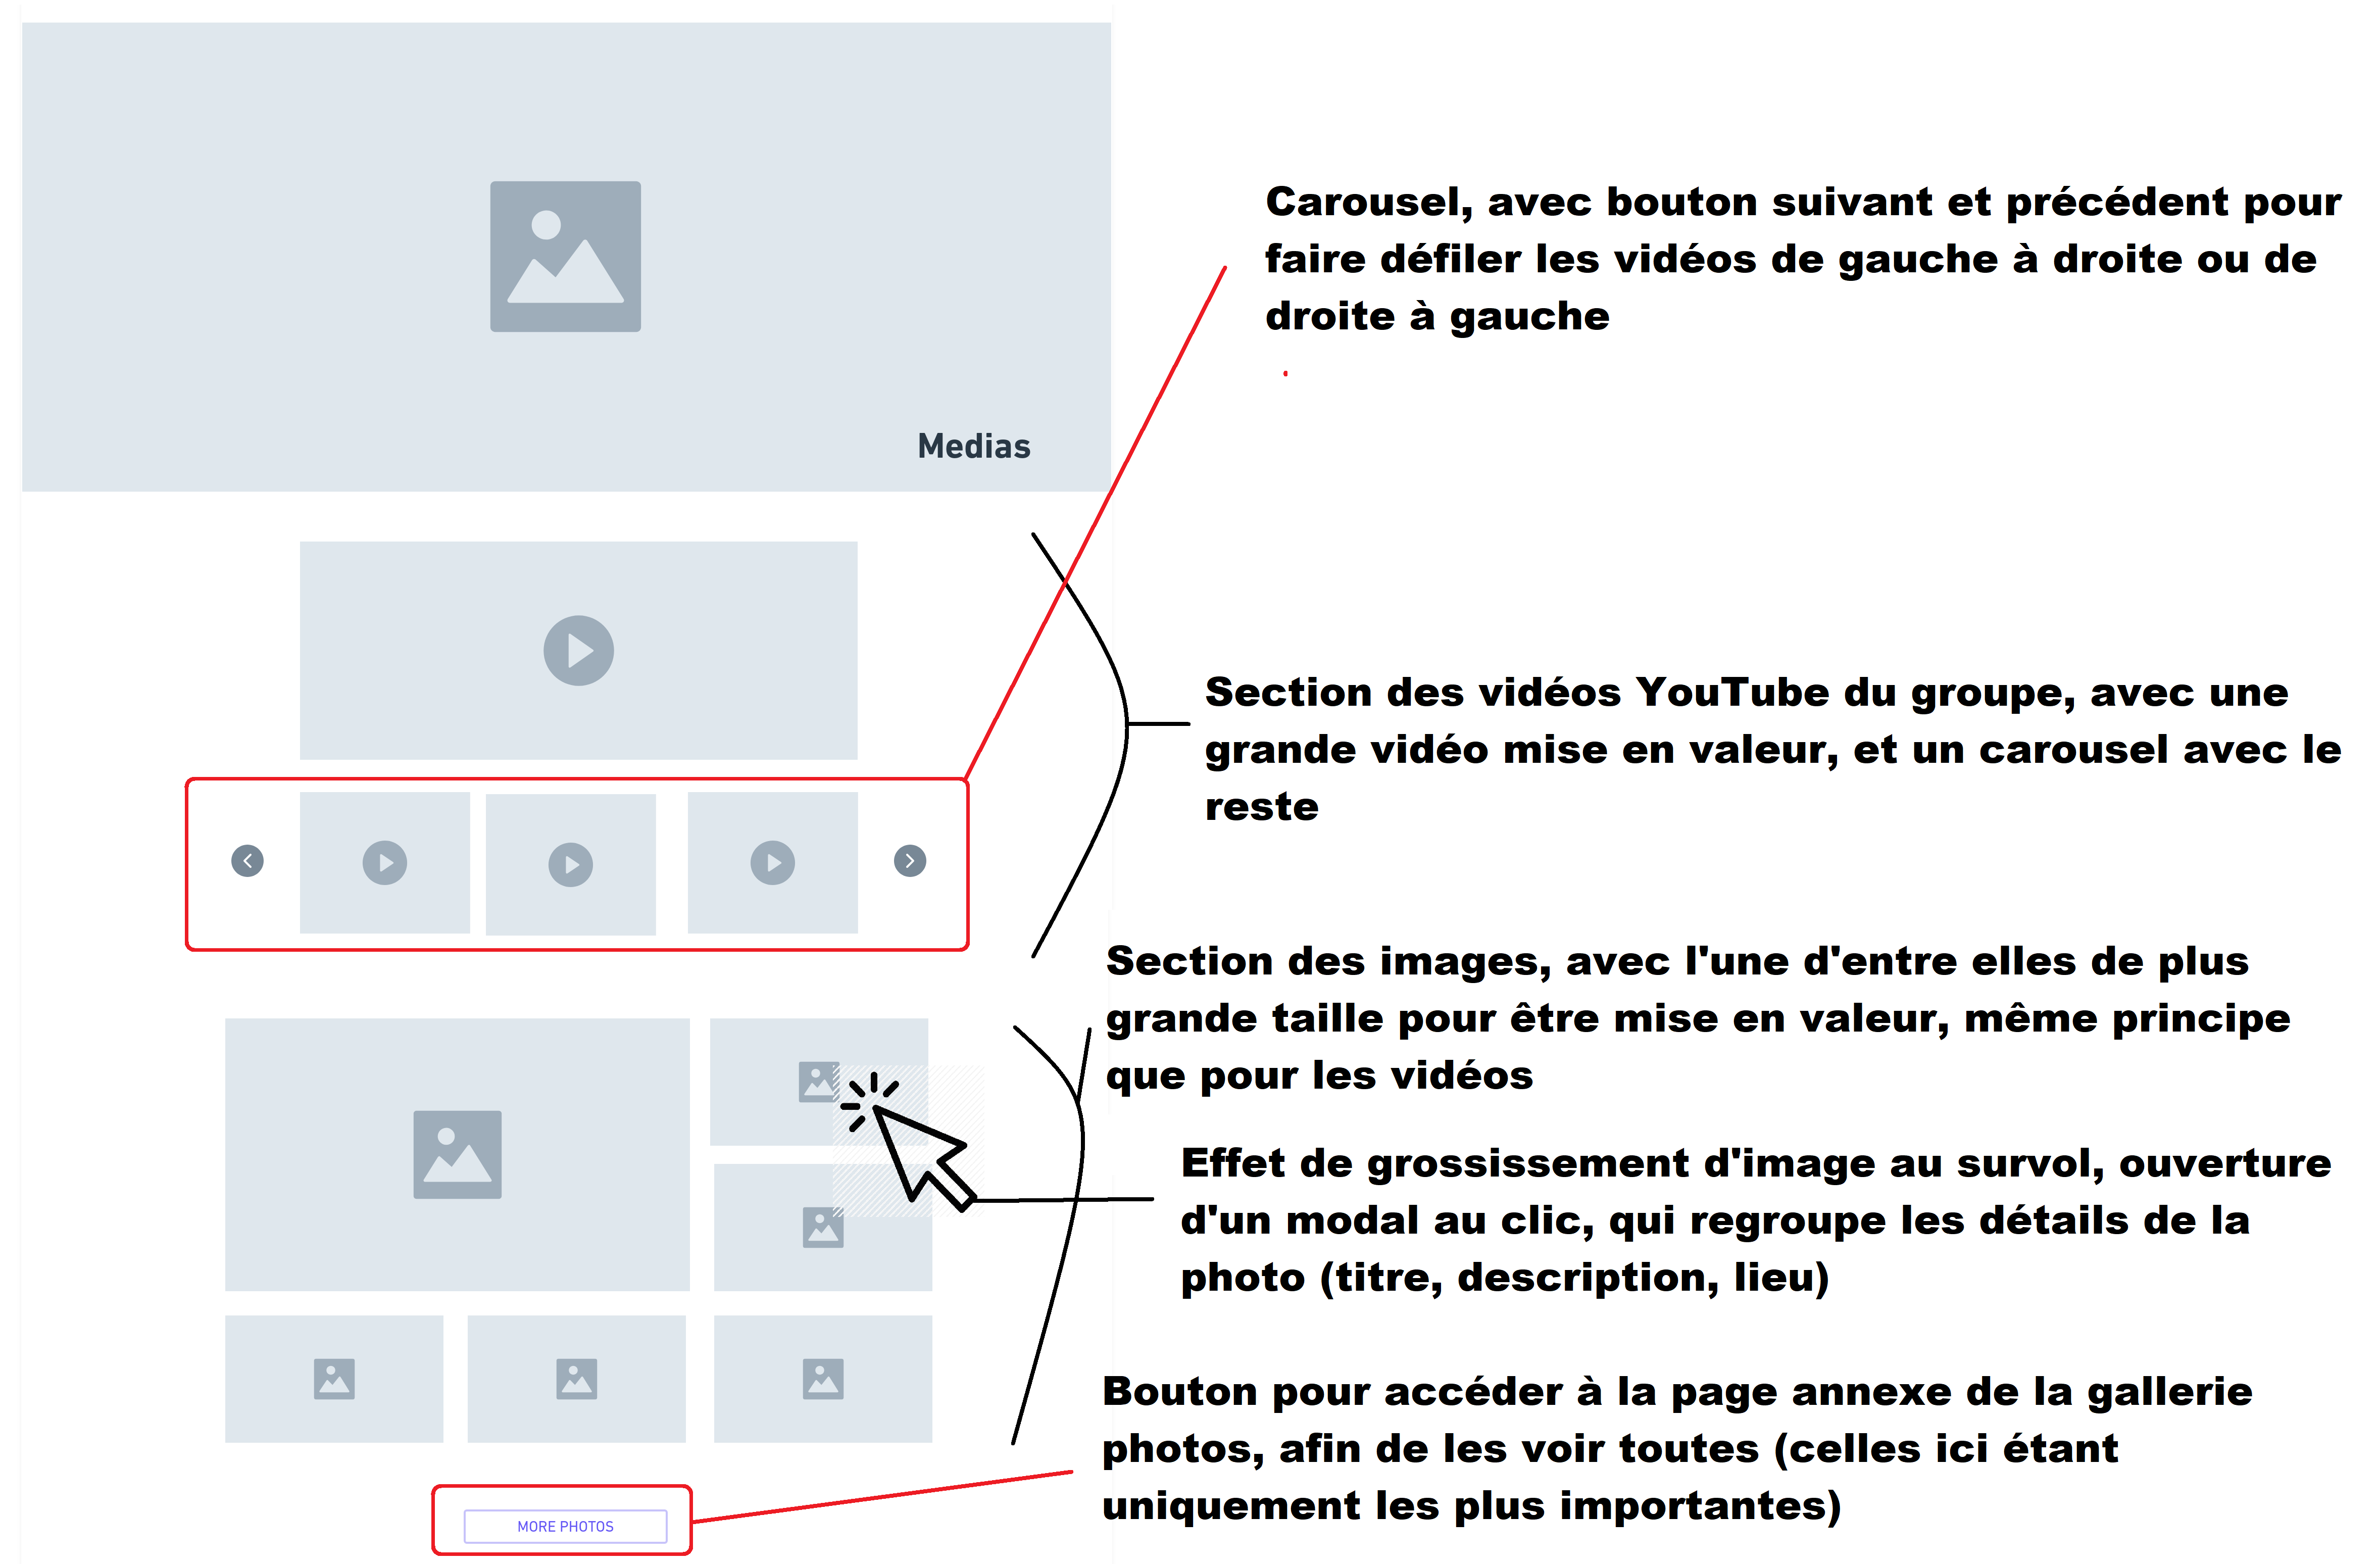 Carousel, avec bouton suivant et précédent pour
faire défiler les vidéos de gauche à droite ou de
droite à gauche
Medias
Section des vidéos YouTube du groupe, avec une
grande vidéo mise en valeur, et un carousel avec le
reste
Section des images, avec l'une d'entre elles de plus
grande taille pour être mise en valeur, même principe
que pour les vidéos
Effet de grossissement d'image au survol, ouverture
d'un modal au clic, qui regroupe les détails de la
photo (titre, description, lieu)
Bouton pour accéder à la page annexe de la gallerie
photos, afin de les voir toutes (celles ici étant
uniquement les plus importantes)
MORE PHOTOS